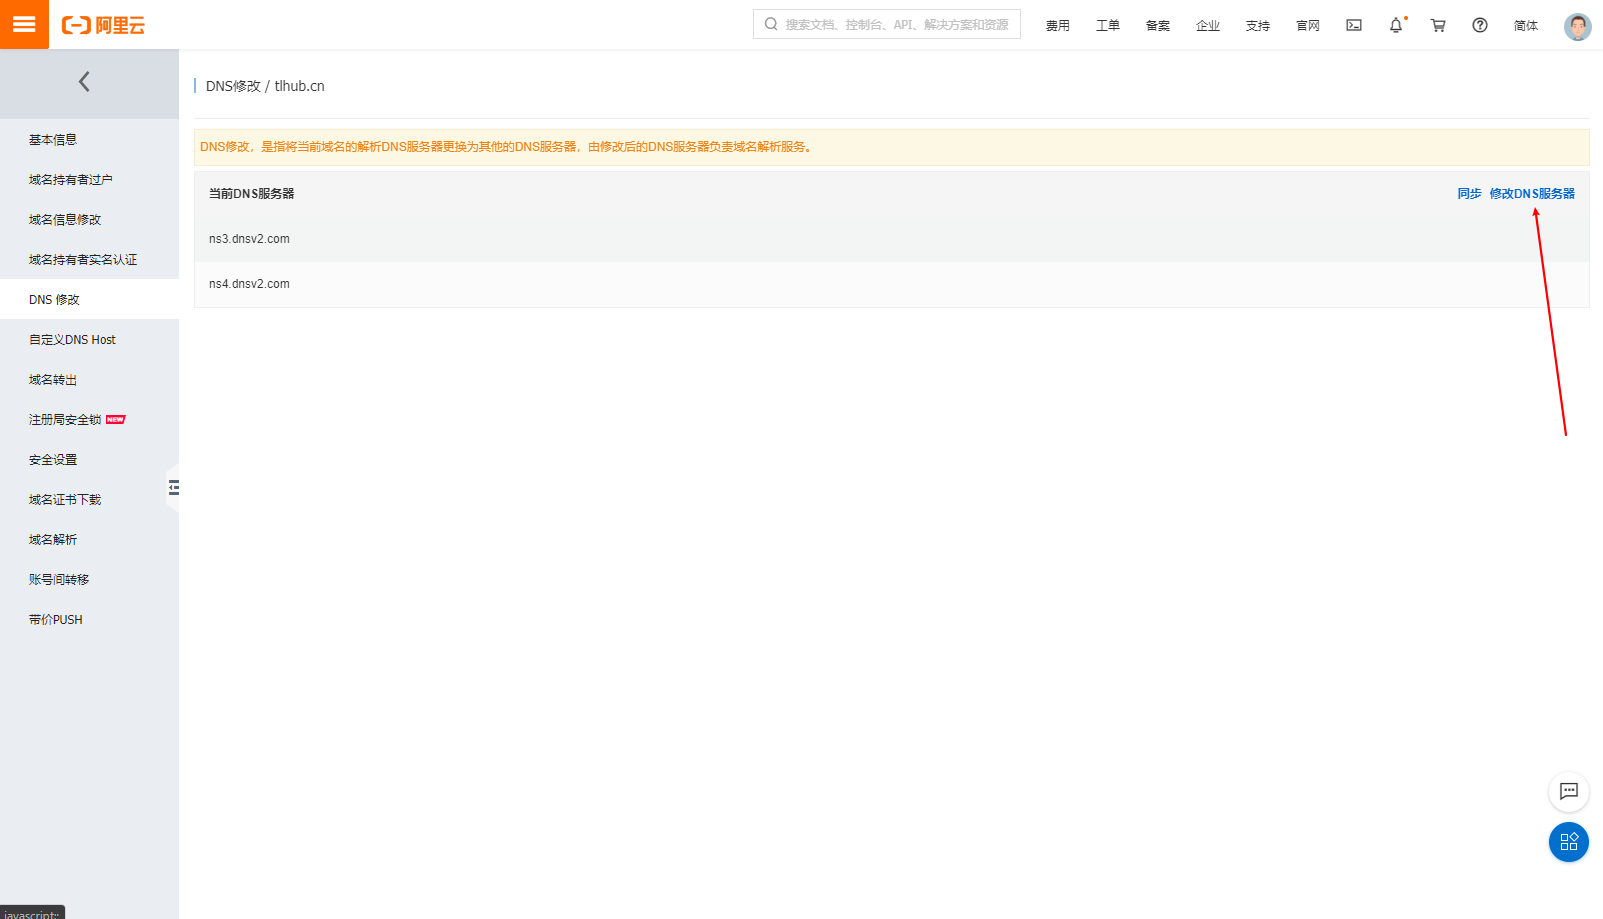 阿里云
搜索文档、控制台、API、解决方案和资源
费用
工单
备案
企业
支持
官网
简体
基本信息
域名持有者过户
域名信息修改
域名持有者实名认证
DNS 修改
自定义DNS Host
域名转出
注册局安全锁 NEW
安全设置
域名证书下载
域名解析
账号间转移
带价PUSH
DNS修改 / tlhub.cn
DNS修改，是指将当前域名的解析DNS服务器更换为其他的DNS服务器，由修改后的DNS服务器负责域名解析服务。
当前DNS服务器
同步 修改DNS服务器
ns3.dnsv2.com
ns4.dnsv2.com
javascript:;